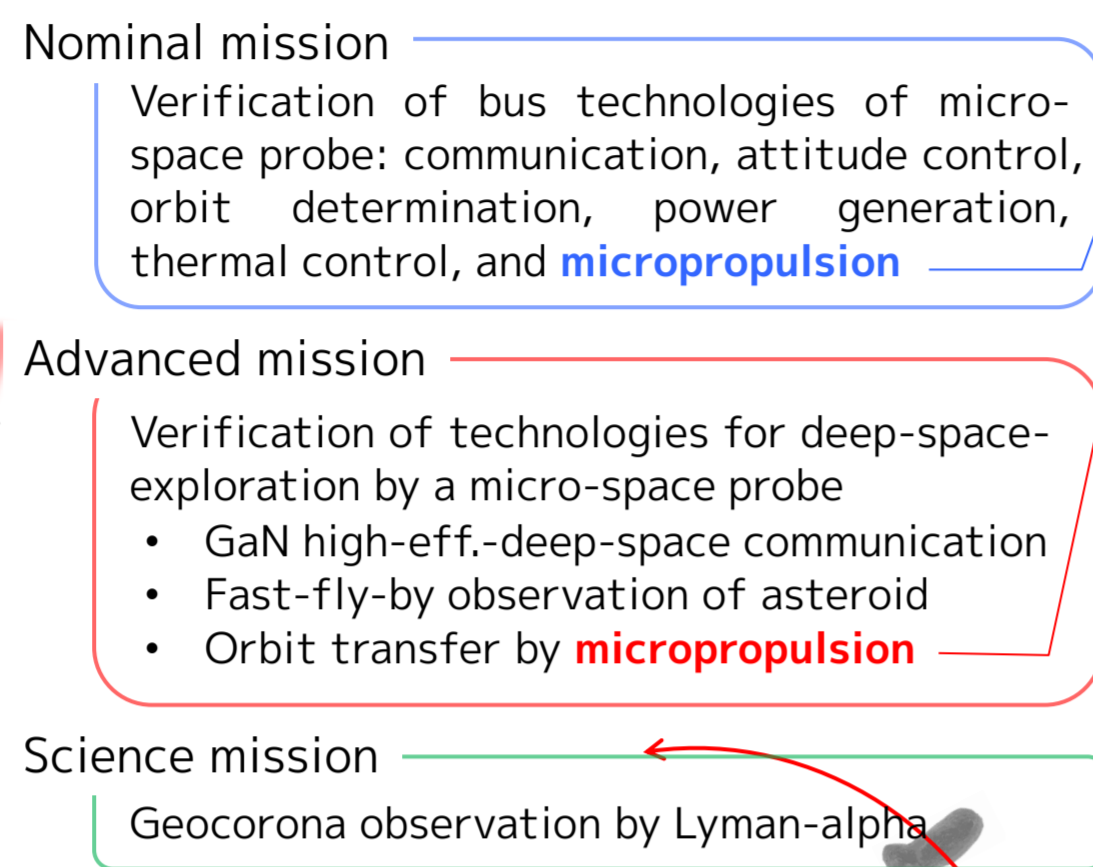 Nominal mission
Verification of bus technologies of micro-
space probe: communication, attitude control,
orbit determination, power generation,
thermal control, and micropropulsion
Advanced mission
Verification of technologies for deep-space-
exploration by a micro-space probe
• GaN high-eff.-deep-space communication
• Fast-fly-by observation of asteroid
• Orbit transfer by micropropulsion
Science mission
Geocorona observation by Lyman-alpha